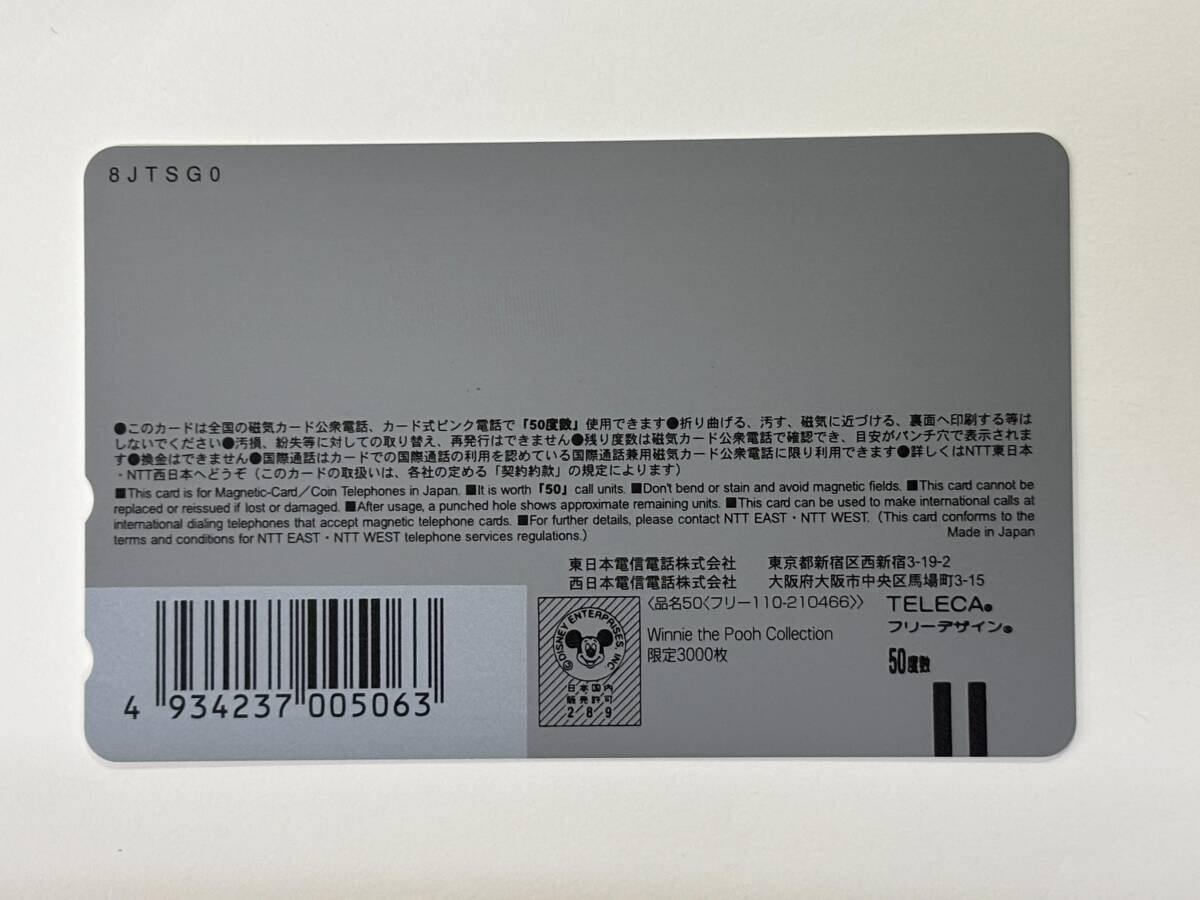 8JTSG0
●このカードは全国の磁気カード公衆電話、カード式ピンク電話で「50度数」使用できます●折り曲げる、汚す、磁気に近づける、裏面へ印刷する等は
しないでください●汚損、紛失等に対しての取り替え、再発行はできません●残り度数は磁気カード公衆電話で確認でき、目安がパンチ穴で表示されま
す●換金はできません●国際通話はカードでの国際通話の利用を認めている国際通話兼用磁気カード公衆電話に限り利用できます●詳しくはNTT東日本
・NTT西日本へどうぞ(このカードの取扱いは、各社の定める「契約約款」の規定によります)
■This card is for Magnetic-Card/Coin Telephones in Japan. ■It is worth「50」call units. ■Don't bend or stain and avoid magnetic fields. ■This card cannot be
replaced or reissued if lost or damaged. ■After usage, a punched hole shows approximate remaining units. ■This card can be used to make international calls at
international dialing telephones that accept magnetic telephone cards. ■For further details, please contact NTT EAST・NTT WEST. (This card conforms to the
terms and conditions for NTT EAST・NTT WEST telephone services regulations.) Made in Japan
東日本電信電話株式会社 東京都新宿区西新宿3-19-2
西日本電信電話株式会社 大阪府大阪市中央区馬場町3-15
〈品名50〈フリー110-210466〉〉
Winnie the Pooh Collection
限定3000枚
TELECA®
フリーデザイン®
50度数
©DISNEY ENTERPRISES, INC
日本国内
販売許可
2/8/9
4 934237 005063